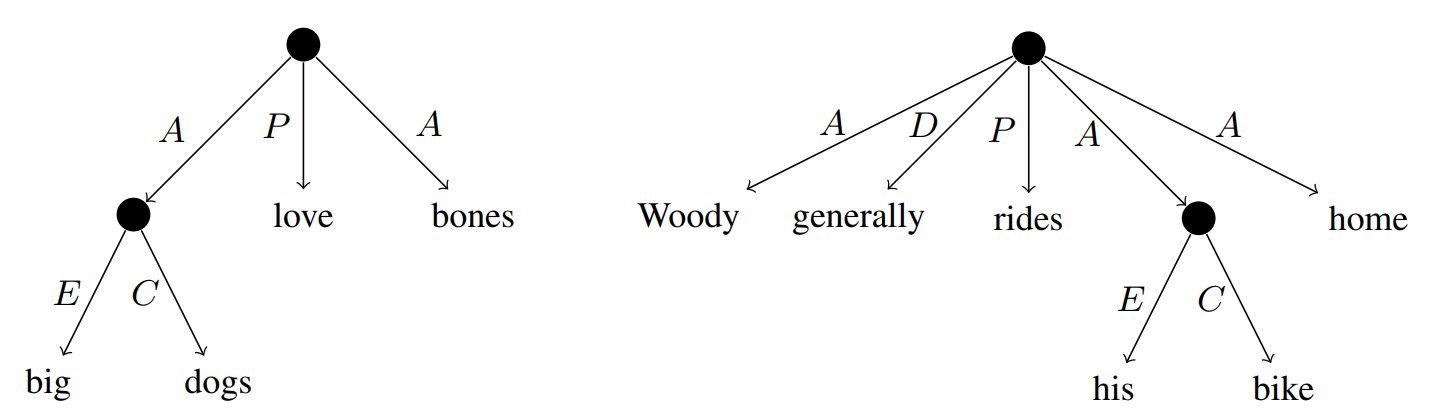 A P A A D P A A
love bones Woody generally rides home
E C E C
big dogs his bike